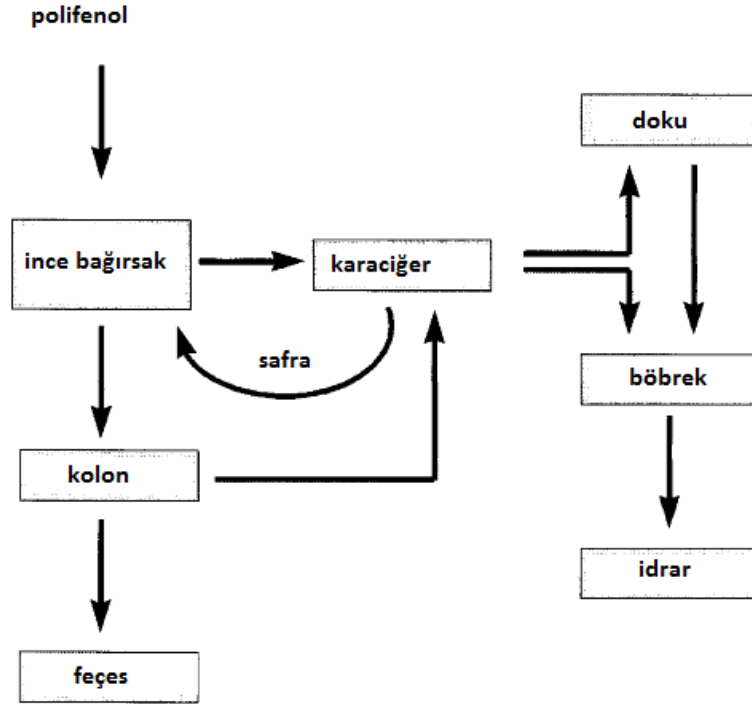 polifenol
doku
ince bağırsak
karaciğer
safra
böbrek
kolon
idrar
feçes